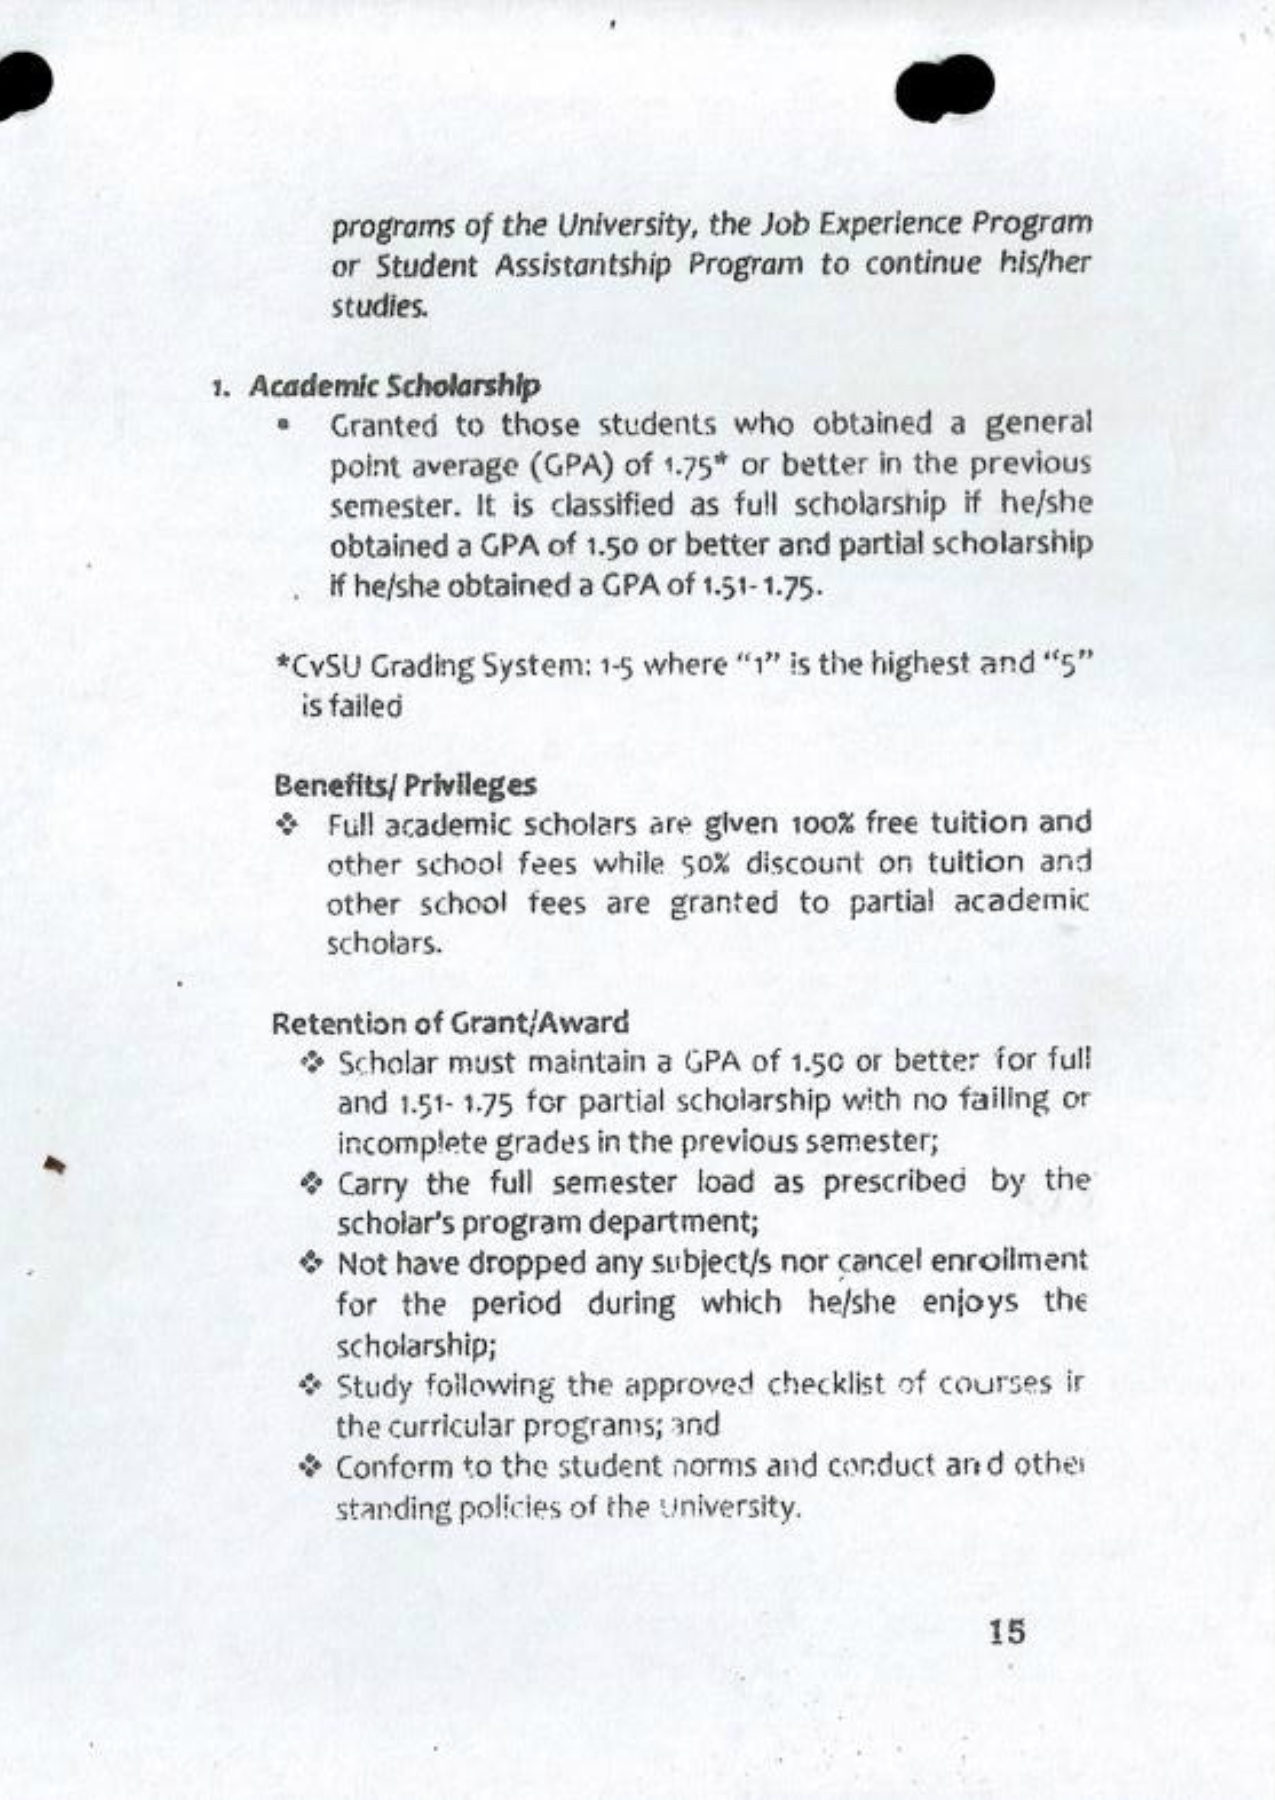 programs of the University, the Job Experience Program
or Student Assistantship Program to continue his/her
studies.
1. Academic Scholarship
▪ Granted to those students who obtained a general
point average (GPA) of 1.75* or better in the previous
semester. It is classified as full scholarship if he/she
obtained a GPA of 1.50 or better and partial scholarship
if he/she obtained a GPA of 1.51- 1.75.
*CvSU Grading System: 1-5 where “1” is the highest and “5”
is failed
Benefits/ Privileges
❖ Full academic scholars are given 100% free tuition and
other school fees while 50% discount on tuition and
other school fees are granted to partial academic
scholars.
Retention of Grant/Award
❖ Scholar must maintain a GPA of 1.50 or better for full
and 1.51- 1.75 for partial scholarship with no failing or
incomplete grades in the previous semester;
❖ Carry the full semester load as prescribed by the
scholar's program department;
❖ Not have dropped any subject/s nor cancel enrollment
for the period during which he/she enjoys the
scholarship;
❖ Study following the approved checklist of courses in
the curricular programs; and
❖ Conform to the student norms and conduct and other
standing policies of the University.
15